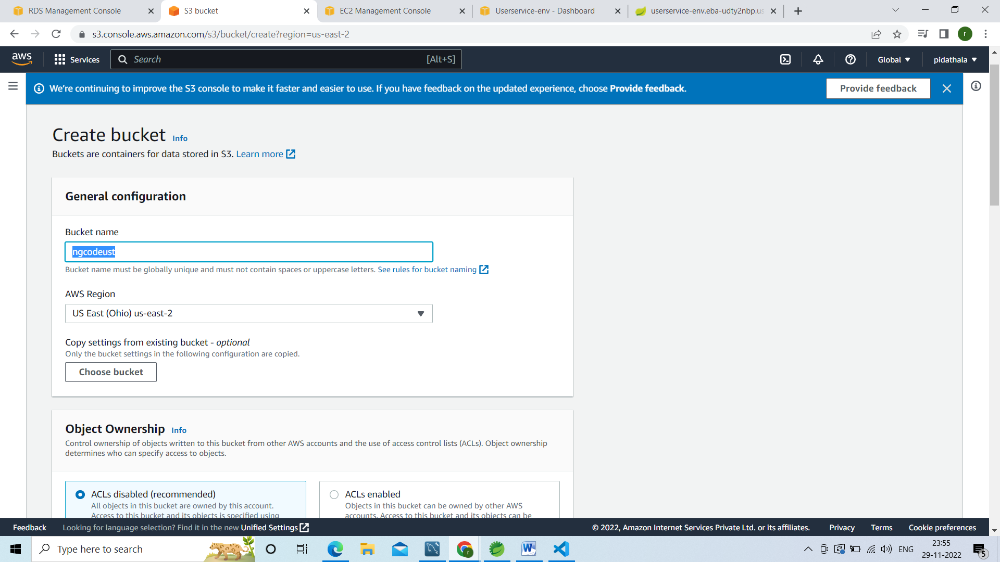 RDS Management Console
S3 bucket
EC2 Management Console
Userservice-env - Dashboard
userservice-env.eba-udty2nbp.us
s3.console.aws.amazon.com/s3/bucket/create?region=us-east-2
r
aws
Services
Search
[Alt+S]
Global
pidathala
We're continuing to improve the S3 console to make it faster and easier to use. If you have feedback on the updated experience, choose Provide feedback.
Provide feedback
Create bucket Info
Buckets are containers for data stored in S3. Learn more
General configuration
Bucket name
ngcodeust
Bucket name must be globally unique and must not contain spaces or uppercase letters. See rules for bucket naming
AWS Region
US East (Ohio) us-east-2
Copy settings from existing bucket - optional
Only the bucket settings in the following configuration are copied.
Choose bucket
Object Ownership Info
Control ownership of objects written to this bucket from other AWS accounts and the use of access control lists (ACLs). Object ownership
determines who can specify access to objects.
ACLs disabled (recommended)
All objects in this bucket are owned by this account.
Access to this bucket and its objects is specified using
ACLs enabled
Objects in this bucket can be owned by other AWS
accounts. Access to this bucket and its objects can be
Feedback
Looking for language selection? Find it in the new Unified Settings
© 2022, Amazon Internet Services Private Ltd. or its affiliates.
Privacy
Terms
Cookie preferences
Type here to search
r
W
ENG
23:55
29-11-2022
5